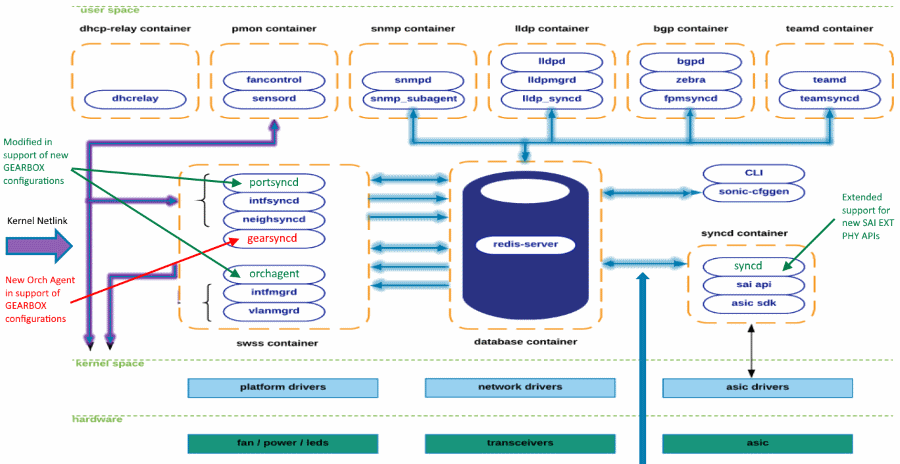 user space
dhcp-relay container
pmon container
snmp container
lldp container
bgp container
teamd container
dhcrelay
fancontrol
sensord
snmpd
snmp_subagent
lldpd
lldpmgrd
lldp_syncd
bgpd
zebra
fpmsyncd
teamd
teamsyncd
Modified in
support of new
GEARBOX
configurations
Kernel Netlink
New Orch Agent
in support of
GEARBOX
configurations
portsyncd
intfsyncd
neighsyncd
gearsyncd
orchagent
intfmgrd
vlanmgrd
swss container
redis-server
database container
CLI
sonic-cfggen
Extended
support for
new SAI EXT
PHY APIs
syncd container
syncd
sai api
asic sdk
kernel space
platform drivers
network drivers
asic drivers
hardware
fan / power / leds
transceivers
asic